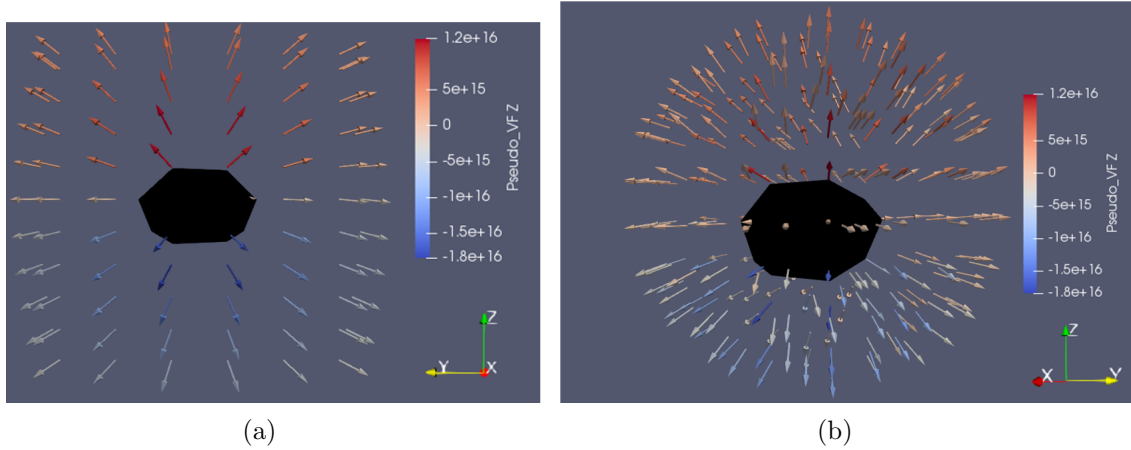 1.2e+16
5e+15
0
-5e+15
-1e+16
-1.5e+16
-1.8e+16
Pseudo_VF Z
Z
Y
X
(a)
1.2e+16
5e+15
0
-5e+15
-1e+16
-1.5e+16
-1.8e+16
Pseudo_VF Z
Z
X
Y
(b)